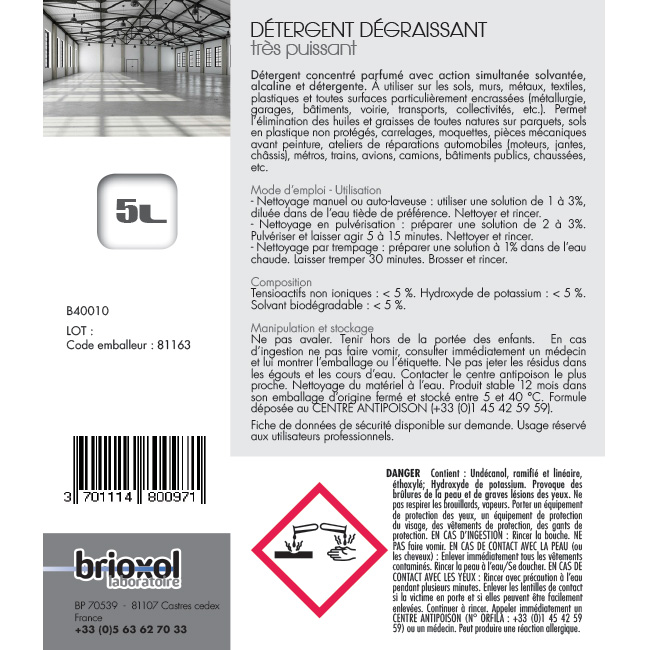 DÉTERGENT DÉGRAISSANT
très puissant
Détergent concentré parfumé avec action simultanée solvantée,
alcaline et détergente. A utiliser sur les sols, murs, métaux, textiles,
plastiques et toutes surfaces particulièrement encrassées (métallurgie,
garages, bâtiments, voirie, transports, collectivités, etc.). Permet
l'élimination des huiles et graisses de toutes natures sur parquets, sols
en plastique non protégés, carrelages, moquettes, pièces mécaniques
avant peinture, ateliers de réparations automobiles (moteurs, jantes,
châssis), métros, trains, avions, camions, bâtiments publics, chaussées,
etc.
Mode d'emploi - Utilisation
- Nettoyage manuel ou auto-laveuse : utiliser une solution de 1 à 3%,
diluée dans de l'eau tiède de préférence. Nettoyer et rincer.
- Nettoyage en pulvérisation : préparer une solution de 2 à 3%.
Pulvériser et laisser agir 5 à 15 minutes. Nettoyer et rincer.
- Nettoyage par trempage : préparer une solution à 1% dans de l'eau
chaude. Laisser tremper 30 minutes. Brosser et rincer.
Composition
Tensioactifs non ioniques : < 5 %. Hydroxyde de potassium : < 5 %.
Solvant biodégradable : < 5 %.
Manipulation et stockage
Ne pas avaler. Tenir hors de la portée des enfants. En cas
d'ingestion ne pas faire vomir, consulter immédiatement un médecin
et lui montrer l'emballage ou l'étiquette. Ne pas jeter les résidus dans
les égouts et les cours d'eau. Contacter le centre antipoison le plus
proche. Nettoyage du matériel à l'eau. Produit stable 12 mois dans
son emballage d'origine fermé et stocké entre 5 et 40 °C. Formule
déposée au CENTRE ANTIPOISON (+33 (0)1 45 42 59 59).
Fiche de données de sécurité disponible sur demande. Usage réservé
aux utilisateurs professionnels.
5L
B40010
LOT :
Code emballeur : 81163
3 701114 800971
brioxol
laboratoire
BP 70539 - 81107 Castres cedex
France
+33 (0)5 63 62 70 33
DANGER Contient : Undécanol, ramifié et linéaire,
éthoxylé; Hydroxyde de potassium. Provoque des
brûlures de la peau et de graves lésions des yeux. Ne
pas respirer les brouillards, vapeurs. Porter un équipement
de protection des yeux, un équipement de protection
du visage, des vêtements de protection, des gants de
protection. EN CAS D'INGESTION : Rincer la bouche. NE
PAS faire vomir. EN CAS DE CONTACT AVEC LA PEAU (ou
les cheveux) : Enlever immédiatement tous les vêtements
contaminés. Rincer la peau à l'eau/Se doucher. EN CAS DE
CONTACT AVEC LES YEUX : Rincer avec précaution à l'eau
pendant plusieurs minutes. Enlever les lentilles de contact
si la victime en porte et si elles peuvent être facilement
enlevées. Continuer à rincer. Appeler immédiatement un
CENTRE ANTIPOISON (N° ORFILA : +33 (0)1 45 42 59
59) ou un médecin. Peut produire une réaction allergique.